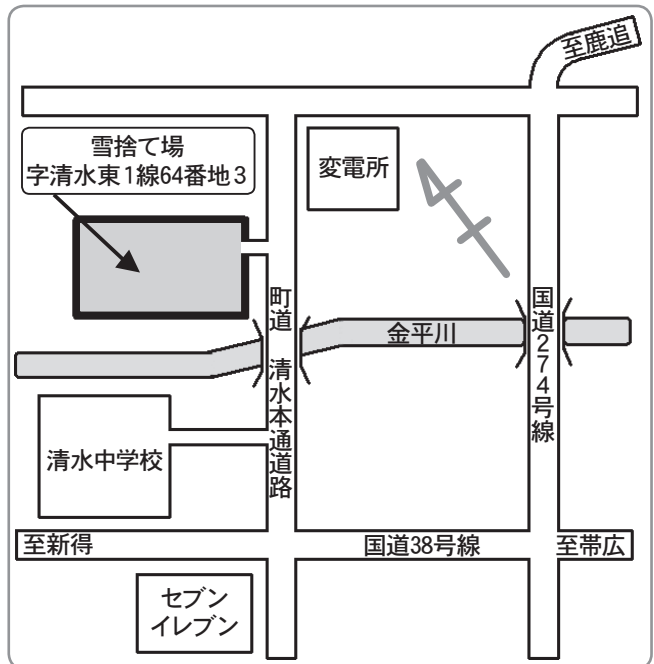 至鹿追
雪捨て場
字清水東1線64番地3
変電所
町道 清水本通道路
金平川
国道274号線
清水中学校
至新得
国道38号線
至帯広
セブン
イレブン